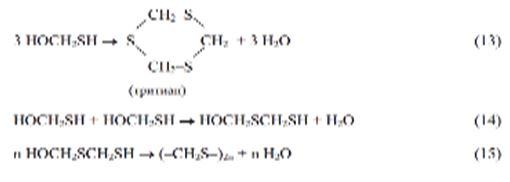 CH₂ S
3 HOCH₂SH → S CH₂ + 3 H₂O (13)
CH₂–S
(тритиан)
HOCH₂SH + HOCH₂SH → HOCH₂SCH₂SH + H₂O (14)
n HOCH₂SCH₂SH → (–CH₂S–)₂ₙ + n H₂O (15)